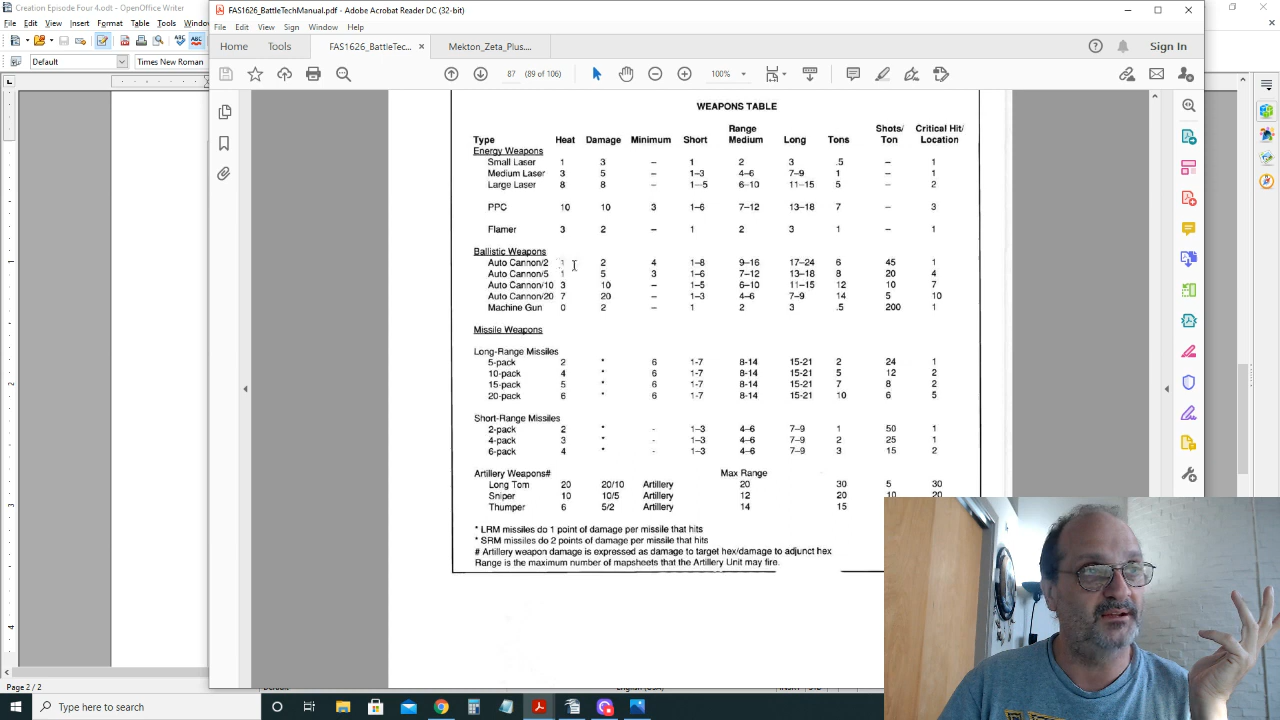 Creation Episode Four 4.odt - OpenOffice Writer
FAS1626_BattleTechManual.pdf - Adobe Acrobat Reader DC (32-bit)
File Edit View Insert Format Table Tools Window
File Edit View Sign Window Help
Home Tools FAS1626_BattleTec... Mekton_Zeta_Plus.... Sign In
Default Times New Roman
87 (89 of 106) 100%
WEAPONS TABLE
Range Shots/ Critical Hit/
Type Heat Damage Minimum Short Medium Long Tons Ton Location
Energy Weapons
Small Laser 1 3 – 1 2 3 .5 – 1
Medium Laser 3 5 – 1–3 4–6 7–9 1 – 1
Large Laser 8 8 – 1–5 6–10 11–15 5 – 2
PPC 10 10 3 1–6 7–12 13–18 7 – 3
Flamer 3 2 – 1 2 3 1 – 1
Ballistic Weapons
Auto Cannon/2 1 2 4 1–8 9–16 17–24 6 45 1
Auto Cannon/5 1 5 3 1–6 7–12 13–18 8 20 4
Auto Cannon/10 3 10 – 1–5 6–10 11–15 12 10 7
Auto Cannon/20 7 20 – 1–3 4–6 7–9 14 5 10
Machine Gun 0 2 – 1 2 3 .5 200 1
Missile Weapons
Long-Range Missiles
5-pack 2 * 6 1-7 8-14 15-21 2 24 1
10-pack 4 * 6 1-7 8-14 15-21 5 12 2
15-pack 5 * 6 1-7 8-14 15-21 7 8 2
20-pack 6 * 6 1-7 8-14 15-21 10 6 5
Short-Range Missiles
2-pack 2 * - 1–3 4–6 7–9 1 50 1
4-pack 3 * - 1–3 4–6 7–9 2 25 1
6-pack 4 * - 1–3 4–6 7–9 3 15 2
Artillery Weapons# Max Range
Long Tom 20 20/10 Artillery 20 30 5 30
Sniper 10 10/5 Artillery 12 20 10 20
Thumper 6 5/2 Artillery 14 15
* LRM missiles do 1 point of damage per missile that hits
* SRM missiles do 2 points of damage per missile that hits
# Artillery weapon damage is expressed as damage to target hex/damage to adjunct hex
Range is the maximum number of mapsheets that the Artillery Unit may fire.
Page 2 / 2
Type here to search